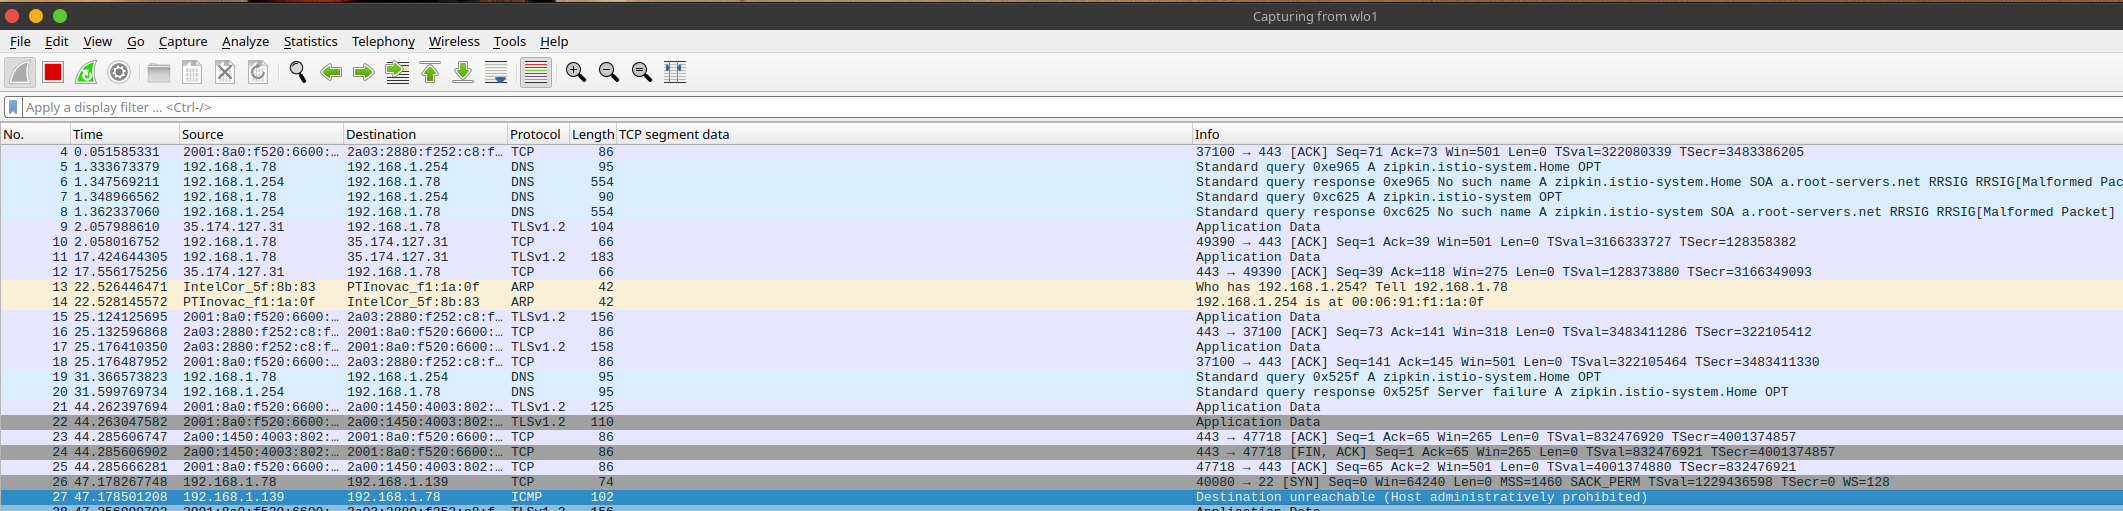 Capturing from wlo1
File Edit View Go Capture Analyze Statistics Telephony Wireless Tools Help
Apply a display filter ... <Ctrl-/>
No. Time Source Destination Protocol Length TCP segment data Info
4 0.051585331 2001:8a0:f520:6600:… 2a03:2880:f252:c8:f… TCP 86 37100 → 443 [ACK] Seq=71 Ack=73 Win=501 Len=0 TSval=322080339 TSecr=3483386205
5 1.333673379 192.168.1.78 192.168.1.254 DNS 95 Standard query 0xe965 A zipkin.istio-system.Home OPT
6 1.347569211 192.168.1.254 192.168.1.78 DNS 554 Standard query response 0xe965 No such name A zipkin.istio-system.Home SOA a.root-servers.net RRSIG RRSIG[Malformed Pac
7 1.348966562 192.168.1.78 192.168.1.254 DNS 90 Standard query 0xc625 A zipkin.istio-system OPT
8 1.362337060 192.168.1.254 192.168.1.78 DNS 554 Standard query response 0xc625 No such name A zipkin.istio-system SOA a.root-servers.net RRSIG RRSIG[Malformed Packet]
9 2.057988610 35.174.127.31 192.168.1.78 TLSv1.2 104 Application Data
10 2.058016752 192.168.1.78 35.174.127.31 TCP 66 49390 → 443 [ACK] Seq=1 Ack=39 Win=501 Len=0 TSval=3166333727 TSecr=128358382
11 17.424644305 192.168.1.78 35.174.127.31 TLSv1.2 183 Application Data
12 17.556175256 35.174.127.31 192.168.1.78 TCP 66 443 → 49390 [ACK] Seq=39 Ack=118 Win=275 Len=0 TSval=128373880 TSecr=3166349093
13 22.526446471 IntelCor_5f:8b:83 PTInovac_f1:1a:0f ARP 42 Who has 192.168.1.254? Tell 192.168.1.78
14 22.528145572 PTInovac_f1:1a:0f IntelCor_5f:8b:83 ARP 42 192.168.1.254 is at 00:06:91:f1:1a:0f
15 25.124125695 2001:8a0:f520:6600:… 2a03:2880:f252:c8:f… TLSv1.2 156 Application Data
16 25.132596868 2a03:2880:f252:c8:f… 2001:8a0:f520:6600:… TCP 86 443 → 37100 [ACK] Seq=73 Ack=141 Win=318 Len=0 TSval=3483411286 TSecr=322105412
17 25.176410350 2a03:2880:f252:c8:f… 2001:8a0:f520:6600:… TLSv1.2 158 Application Data
18 25.176487952 2001:8a0:f520:6600:… 2a03:2880:f252:c8:f… TCP 86 37100 → 443 [ACK] Seq=141 Ack=145 Win=501 Len=0 TSval=322105464 TSecr=3483411330
19 31.366573823 192.168.1.78 192.168.1.254 DNS 95 Standard query 0x525f A zipkin.istio-system.Home OPT
20 31.599769734 192.168.1.254 192.168.1.78 DNS 95 Standard query response 0x525f Server failure A zipkin.istio-system.Home OPT
21 44.262397694 2001:8a0:f520:6600:… 2a00:1450:4003:802:… TLSv1.2 125 Application Data
22 44.263047582 2001:8a0:f520:6600:… 2a00:1450:4003:802:… TLSv1.2 110 Application Data
23 44.285606747 2a00:1450:4003:802:… 2001:8a0:f520:6600:… TCP 86 443 → 47718 [ACK] Seq=1 Ack=65 Win=265 Len=0 TSval=832476920 TSecr=4001374857
24 44.285606902 2a00:1450:4003:802:… 2001:8a0:f520:6600:… TCP 86 443 → 47718 [FIN, ACK] Seq=1 Ack=65 Win=265 Len=0 TSval=832476921 TSecr=4001374857
25 44.285666281 2001:8a0:f520:6600:… 2a00:1450:4003:802:… TCP 86 47718 → 443 [ACK] Seq=65 Ack=2 Win=501 Len=0 TSval=4001374880 TSecr=832476921
26 47.178267748 192.168.1.78 192.168.1.139 TCP 74 40080 → 22 [SYN] Seq=0 Win=64240 Len=0 MSS=1460 SACK_PERM TSval=1229436598 TSecr=0 WS=128
27 47.178501208 192.168.1.139 192.168.1.78 ICMP 102 Destination unreachable (Host administratively prohibited)